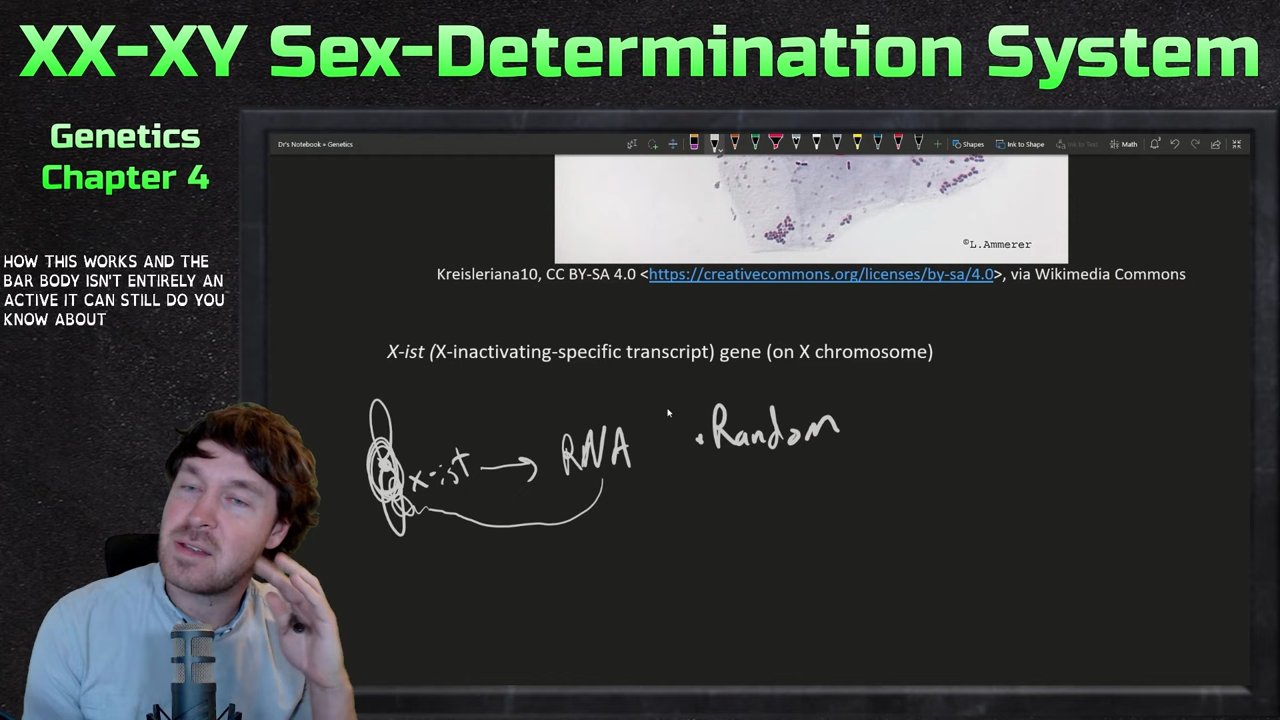 XX-XY Sex-Determination System
Genetics
Chapter 4
HOW THIS WORKS AND THE
BAR BODY ISN'T ENTIRELY AN
ACTIVE IT CAN STILL DO YOU
KNOW ABOUT
Dr's Notebook » Genetics
Shapes
Ink to Shape
Ink to Text
Math
©L.Ammerer
Kreisleriana10, CC BY-SA 4.0 <https://creativecommons.org/licenses/by-sa/4.0>, via Wikimedia Commons
X-ist (X-inactivating-specific transcript) gene (on X chromosome)
x-ist → RNA
. Random